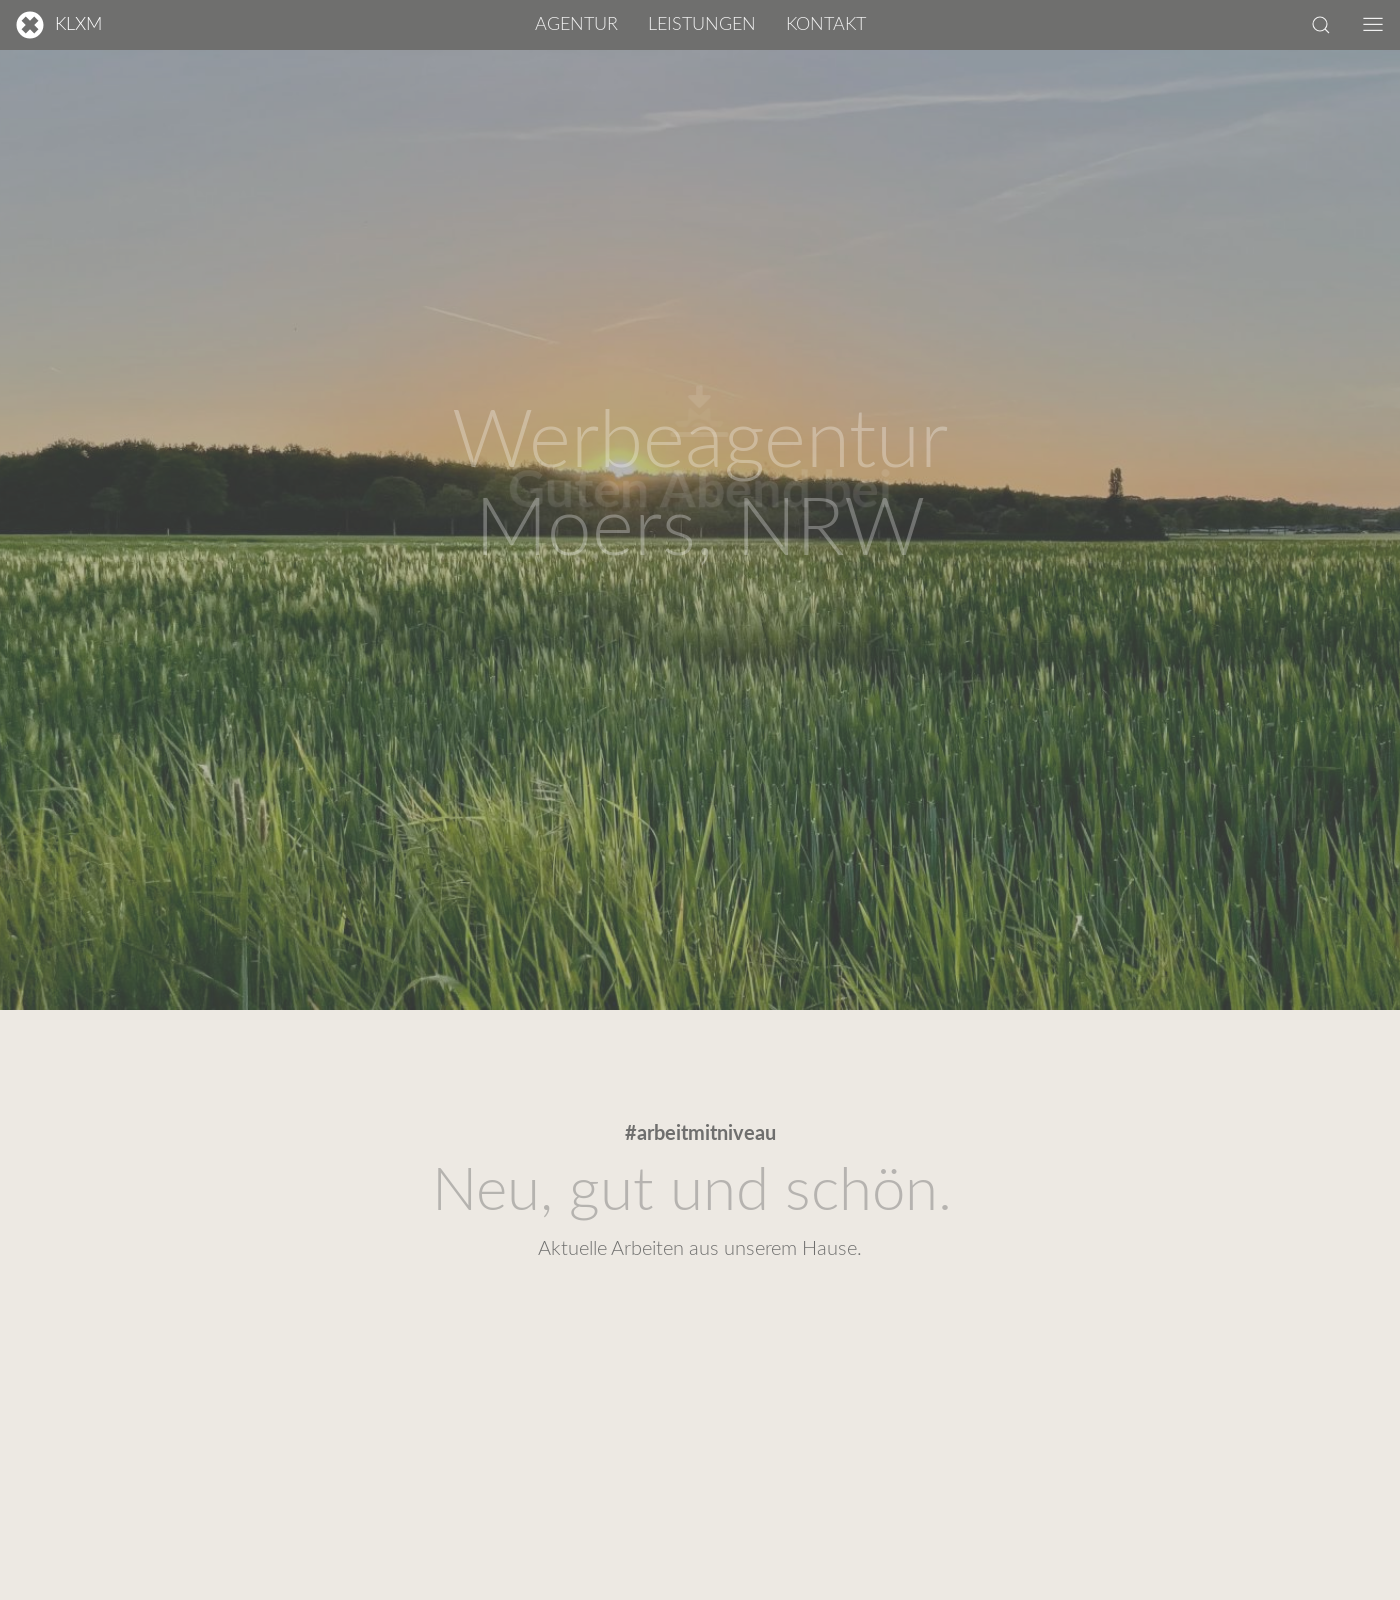 KLXM
AGENTUR
LEISTUNGEN
KONTAKT
Werbeagentur
Guten Abend bei
Moers, NRW
#arbeitmitniveau
Neu, gut und schön.
Aktuelle Arbeiten aus unserem Hause.